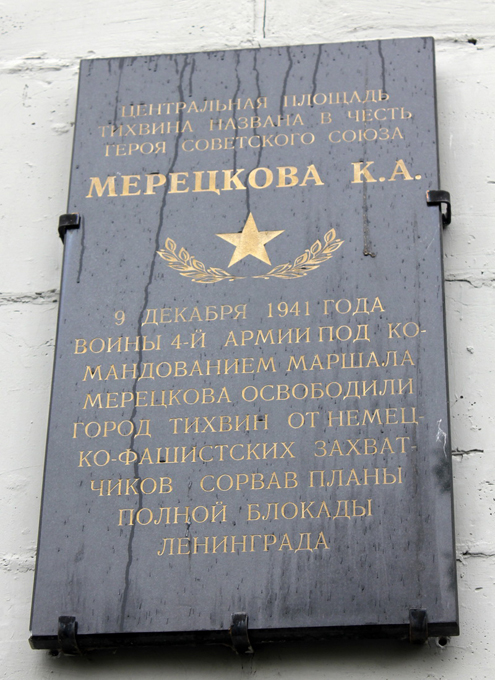 ЦЕНТРАЛЬНАЯ ПЛОЩАДЬ
ТИХВИНА НАЗВАНА В ЧЕСТЬ
ГЕРОЯ СОВЕТСКОГО СОЮЗА
МЕРЕЦКОВА К.А.
9 ДЕКАБРЯ 1941 ГОДА
ВОИНЫ 4-Й АРМИИ ПОД КО-
МАНДОВАНИЕМ МАРШАЛА
МЕРЕЦКОВА ОСВОБОДИЛИ
ГОРОД ТИХВИН ОТ НЕМЕЦ-
КО-ФАШИСТСКИХ ЗАХВАТ-
ЧИКОВ СОРВАВ ПЛАНЫ
ПОЛНОЙ БЛОКАДЫ
ЛЕНИНГРАДА